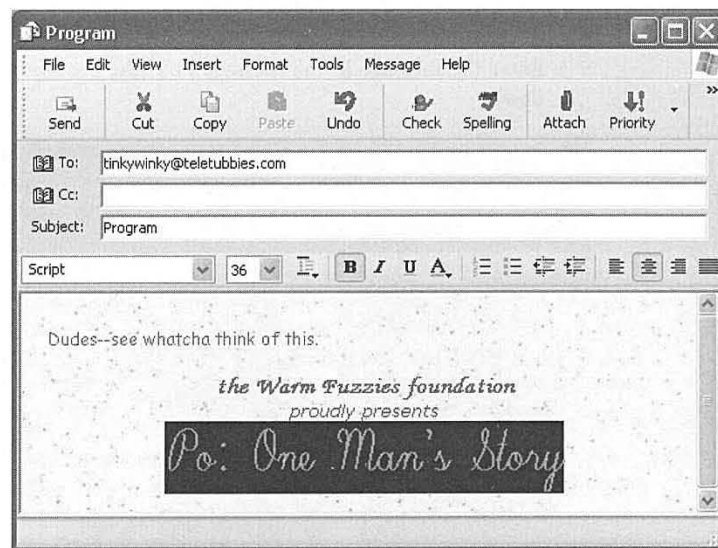 Program
File Edit View Insert Format Tools Message Help
Send Cut Copy Paste Undo Check Spelling Attach Priority »
To: tinkywinky@teletubbies.com
Cc:
Subject: Program
Script 36 B I U A
Dudes--see whatcha think of this.
the Warm Fuzzies foundation
proudly presents
Po: One Man's Story